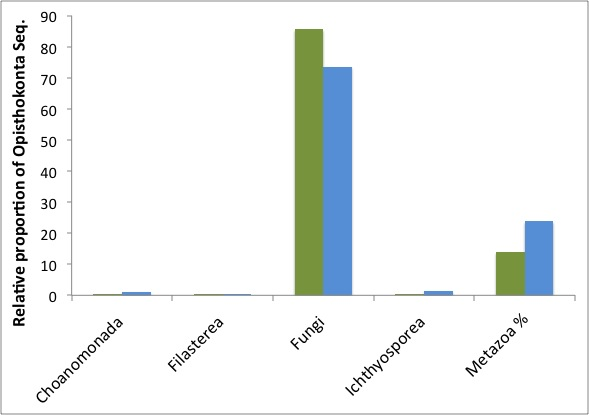 Relative proportion of Opisthokonta Seq.
90
80
70
60
50
40
30
20
10
0
Choanomonada
Filasterea
Fungi
Ichthyosporea
Metazoa %